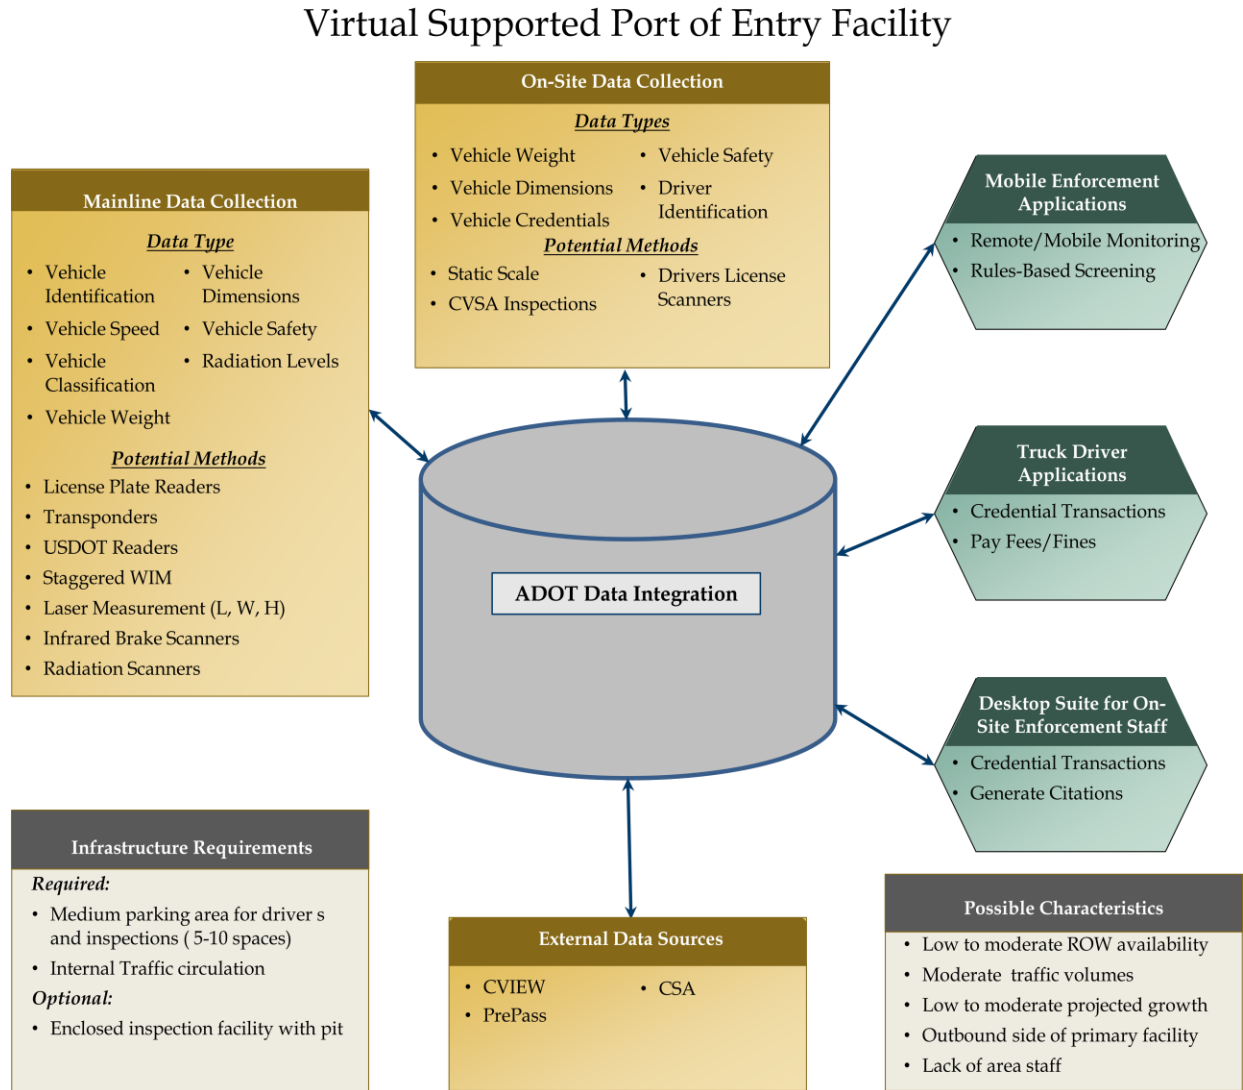 Virtual Supported Port of Entry Facility
On-Site Data Collection
Data Types
• Vehicle Weight
• Vehicle Dimensions
• Vehicle Credentials
• Vehicle Safety
• Driver
Identification
Potential Methods
• Static Scale
• CVSA Inspections
• Drivers License
Scanners
Mainline Data Collection
Data Type
• Vehicle
Identification
• Vehicle Speed
• Vehicle
Classification
• Vehicle Weight
• Vehicle
Dimensions
• Vehicle Safety
• Radiation Levels
Potential Methods
• License Plate Readers
• Transponders
• USDOT Readers
• Staggered WIM
• Laser Measurement (L, W, H)
• Infrared Brake Scanners
• Radiation Scanners
Mobile Enforcement
Applications
• Remote/Mobile Monitoring
• Rules-Based Screening
Truck Driver
Applications
• Credential Transactions
• Pay Fees/Fines
ADOT Data Integration
Desktop Suite for On-
Site Enforcement Staff
• Credential Transactions
• Generate Citations
Infrastructure Requirements
Required:
• Medium parking area for driver s
and inspections ( 5-10 spaces)
• Internal Traffic circulation
Optional:
• Enclosed inspection facility with pit
External Data Sources
• CVIEW
• PrePass
• CSA
Possible Characteristics
• Low to moderate ROW availability
• Moderate traffic volumes
• Low to moderate projected growth
• Outbound side of primary facility
• Lack of area staff